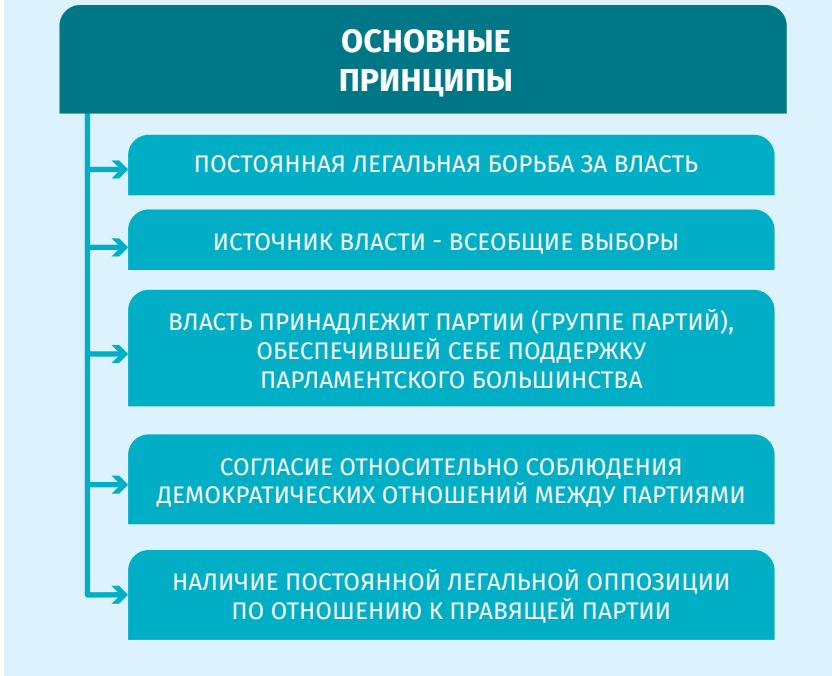 ОСНОВНЫЕ
ПРИНЦИПЫ
ПОСТОЯННАЯ ЛЕГАЛЬНАЯ БОРЬБА ЗА ВЛАСТЬ
ИСТОЧНИК ВЛАСТИ - ВСЕОБЩИЕ ВЫБОРЫ
ВЛАСТЬ ПРИНАДЛЕЖИТ ПАРТИИ (ГРУППЕ ПАРТИЙ),
ОБЕСПЕЧИВШЕЙ СЕБЕ ПОДДЕРЖКУ
ПАРЛАМЕНТСКОГО БОЛЬШИНСТВА
СОГЛАСИЕ ОТНОСИТЕЛЬНО СОБЛЮДЕНИЯ
ДЕМОКРАТИЧЕСКИХ ОТНОШЕНИЙ МЕЖДУ ПАРТИЯМИ
НАЛИЧИЕ ПОСТОЯННОЙ ЛЕГАЛЬНОЙ ОППОЗИЦИИ
ПО ОТНОШЕНИЮ К ПРАВЯЩЕЙ ПАРТИИ